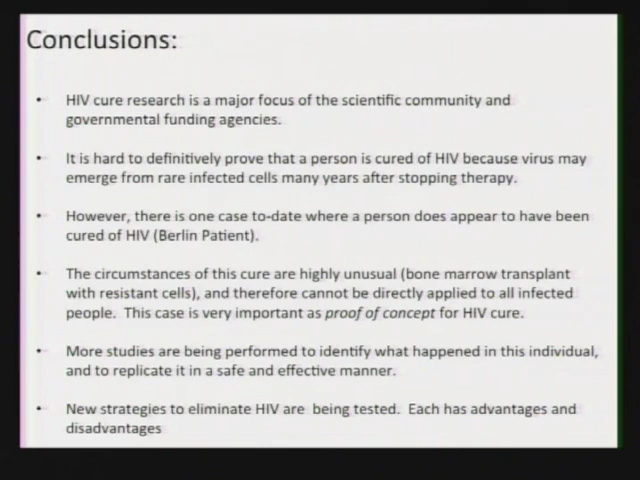 Conclusions:
• HIV cure research is a major focus of the scientific community and
governmental funding agencies.
• It is hard to definitively prove that a person is cured of HIV because virus may
emerge from rare infected cells many years after stopping therapy.
• However, there is one case to-date where a person does appear to have been
cured of HIV (Berlin Patient).
• The circumstances of this cure are highly unusual (bone marrow transplant
with resistant cells), and therefore cannot be directly applied to all infected
people.  This case is very important as proof of concept for HIV cure.
• More studies are being performed to identify what happened in this individual,
and to replicate it in a safe and effective manner.
• New strategies to eliminate HIV are  being tested.  Each has advantages and
disadvantages